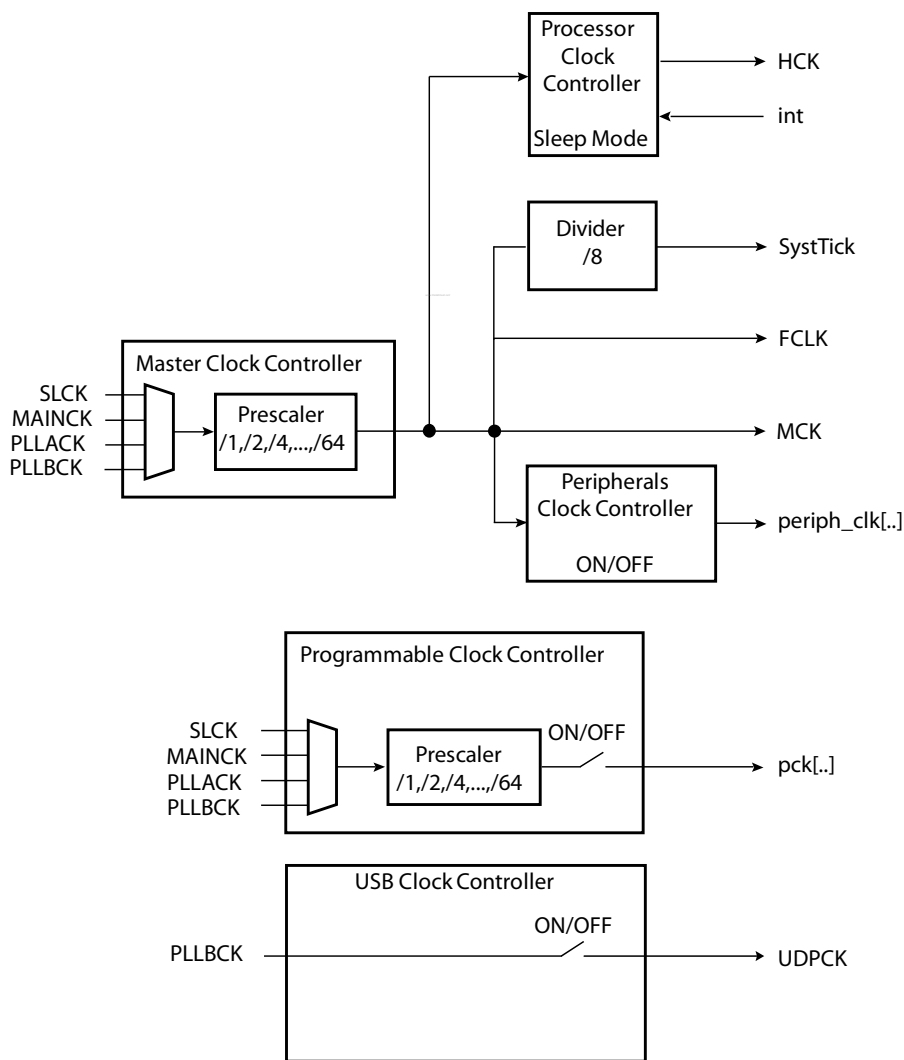 Processor
Clock
Controller
Sleep Mode
HCK
int
Divider
/8
SystTick
FCLK
Master Clock Controller
SLCK
MAINCK
PLLACK
PLLBCK
Prescaler
/1,/2,/4,...,/64
MCK
Peripherals
Clock Controller
ON/OFF
periph_clk[..]
Programmable Clock Controller
SLCK
MAINCK
PLLACK
PLLBCK
Prescaler
/1,/2,/4,...,/64
ON/OFF
pck[..]
USB Clock Controller
ON/OFF
PLLBCK
UDPCK